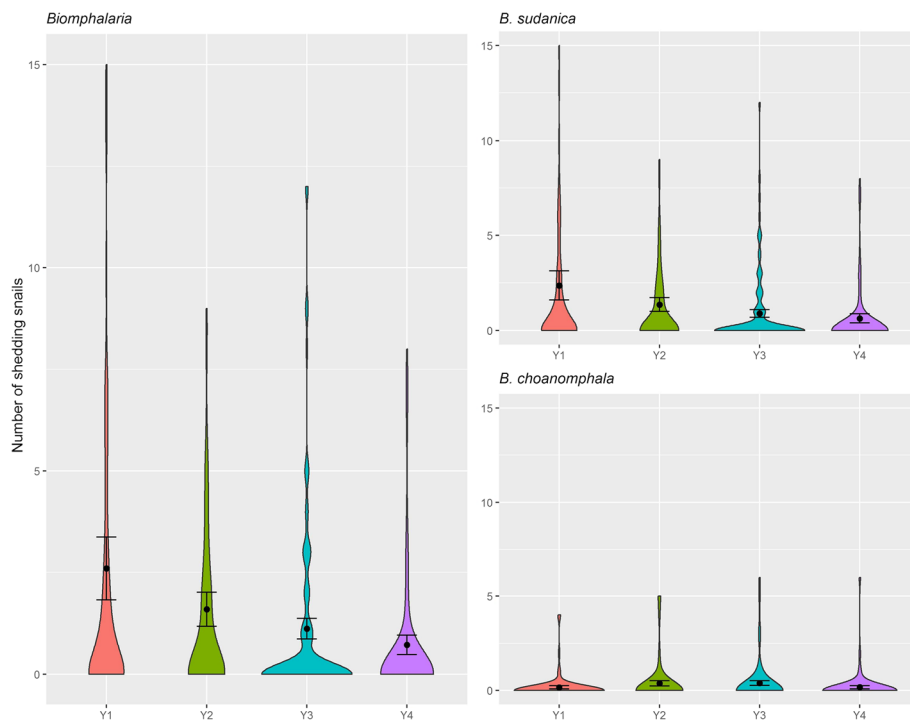 Biomphalaria
Number of shedding snails
15
10
5
0
Y1 Y2 Y3 Y4
B. sudanica
15
10
5
0
Y1 Y2 Y3 Y4
B. choanomphala
15
10
5
0
Y1 Y2 Y3 Y4